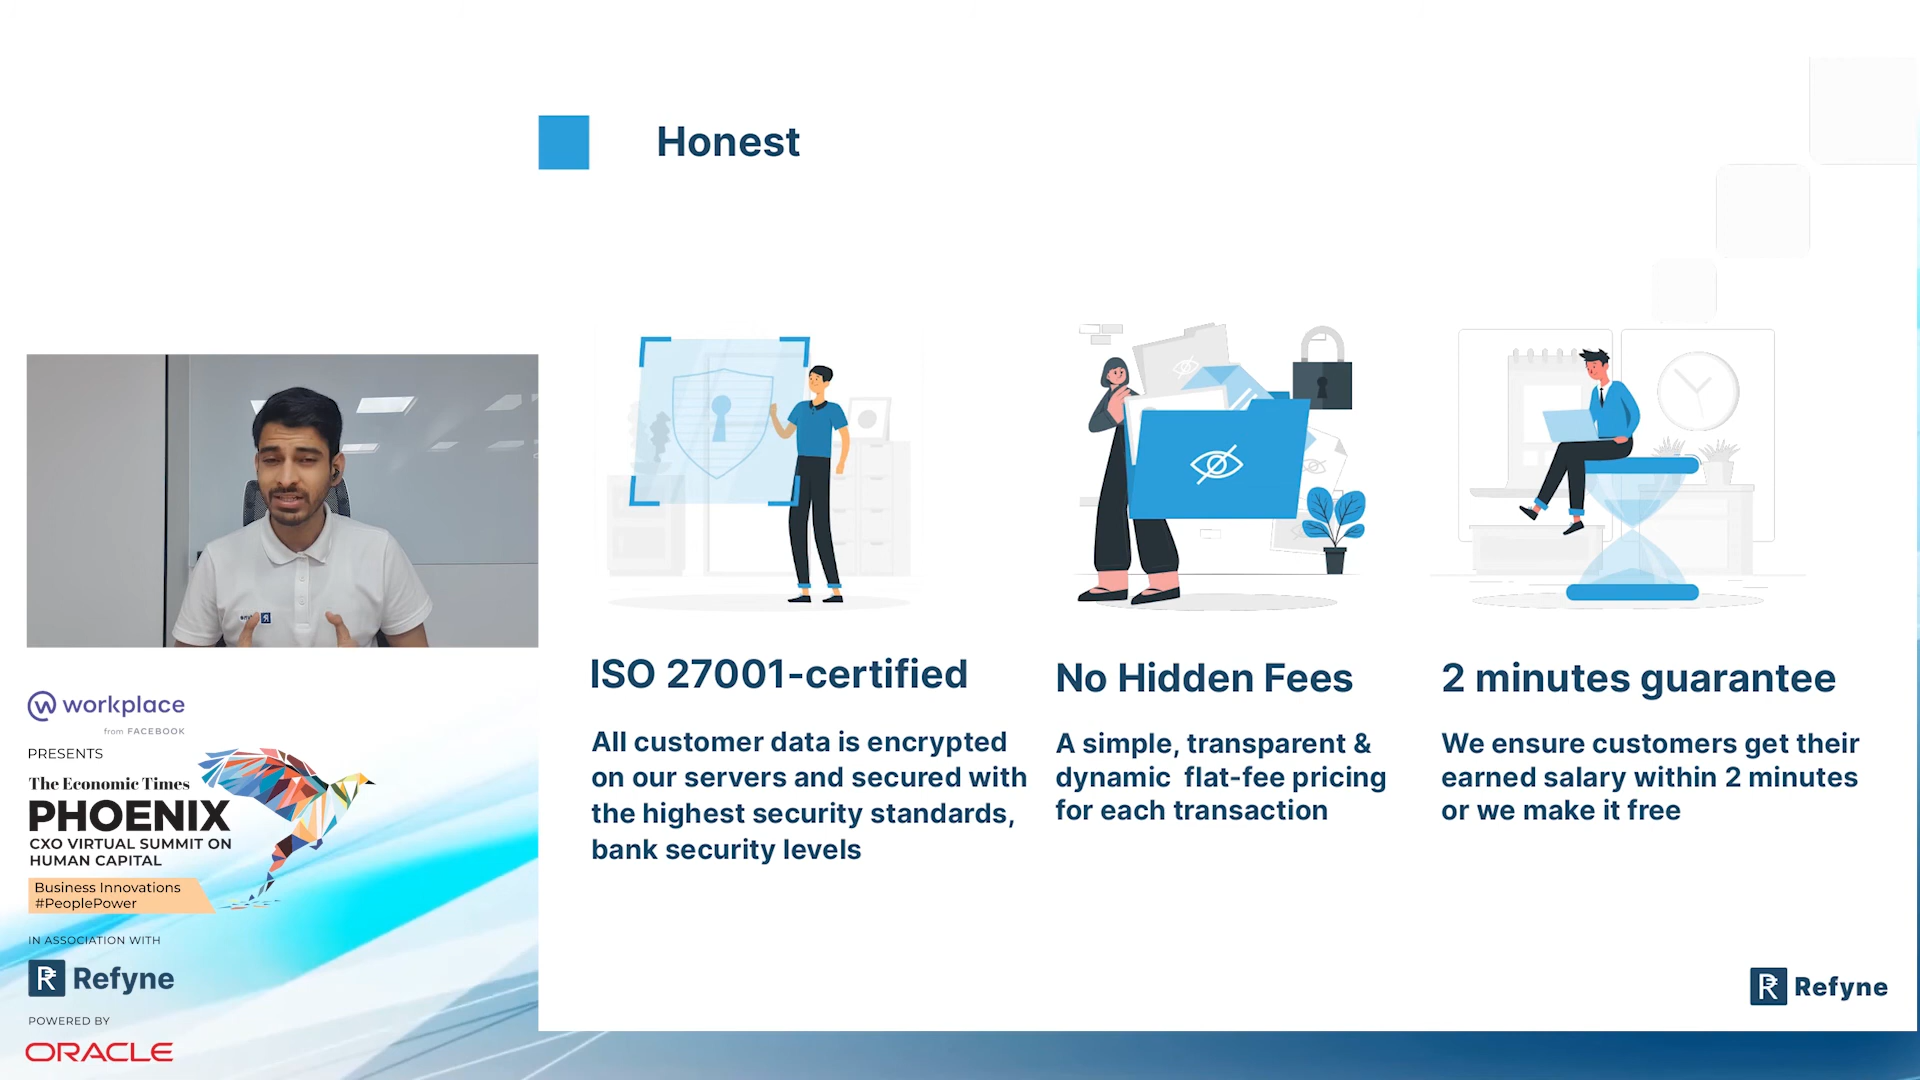 Honest
ISO 27001-certified
All customer data is encrypted
on our servers and secured with
the highest security standards,
bank security levels
No Hidden Fees
A simple, transparent &
dynamic  flat-fee pricing
for each transaction
2 minutes guarantee
We ensure customers get their
earned salary within 2 minutes
or we make it free
Refyne
workplace
from FACEBOOK
PRESENTS
The Economic Times
PHOENIX
CXO VIRTUAL SUMMIT ON
HUMAN CAPITAL
Business Innovations
#PeoplePower
IN ASSOCIATION WITH
Refyne
POWERED BY
ORACLE